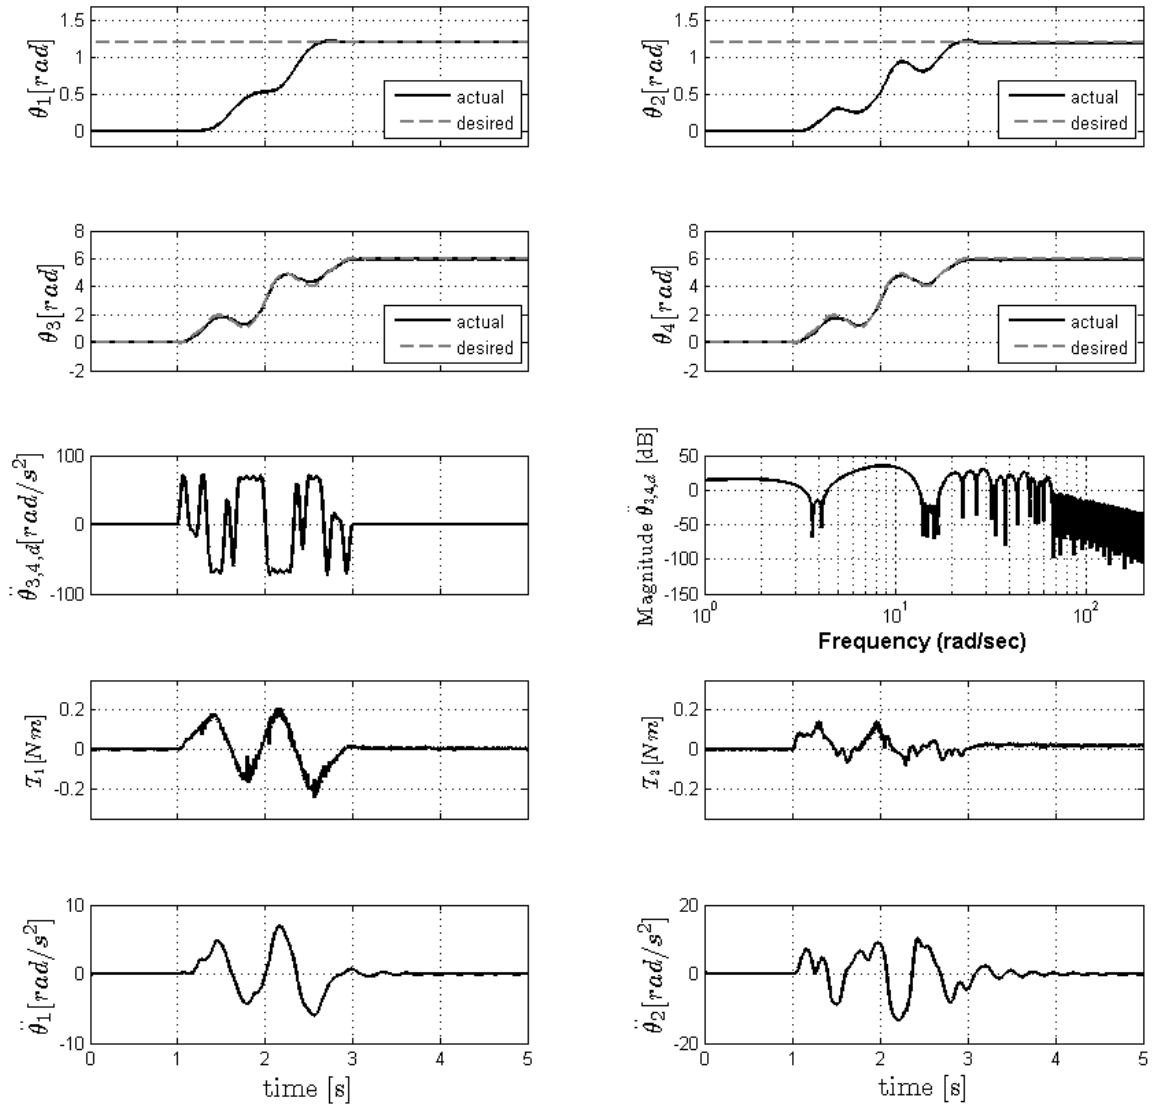 θ₁[rad]
1.5
1
0.5
0
actual
desired
θ₂[rad]
1.5
1
0.5
0
actual
desired
θ₃[rad]
8
6
4
2
0
-2
actual
desired
θ₄[rad]
8
6
4
2
0
-2
actual
desired
θ̈₃,₄,d[rad/s²]
100
0
-100
Magnitude θ̈₃,₄,d [dB]
50
0
-50
-100
-150
10⁰
10¹
10²
Frequency (rad/sec)
𝓘₁[Nm]
0.2
0
-0.2
𝓘₂[Nm]
0.2
0
-0.2
θ̈₁[rad/s²]
10
0
-10
0 1 2 3 4 5
time [s]
θ̈₂[rad/s²]
20
0
-20
0 1 2 3 4 5
time [s]